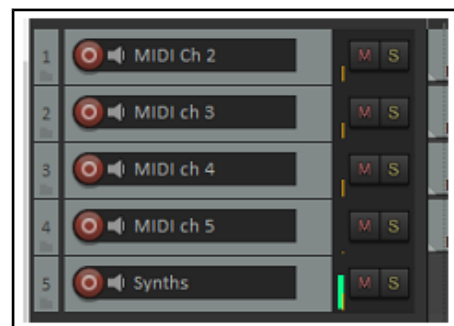 1 MIDI Ch 2 M S
2 MIDI ch 3 M S
3 MIDI ch 4 M S
4 MIDI ch 5 M S
5 Synths M S